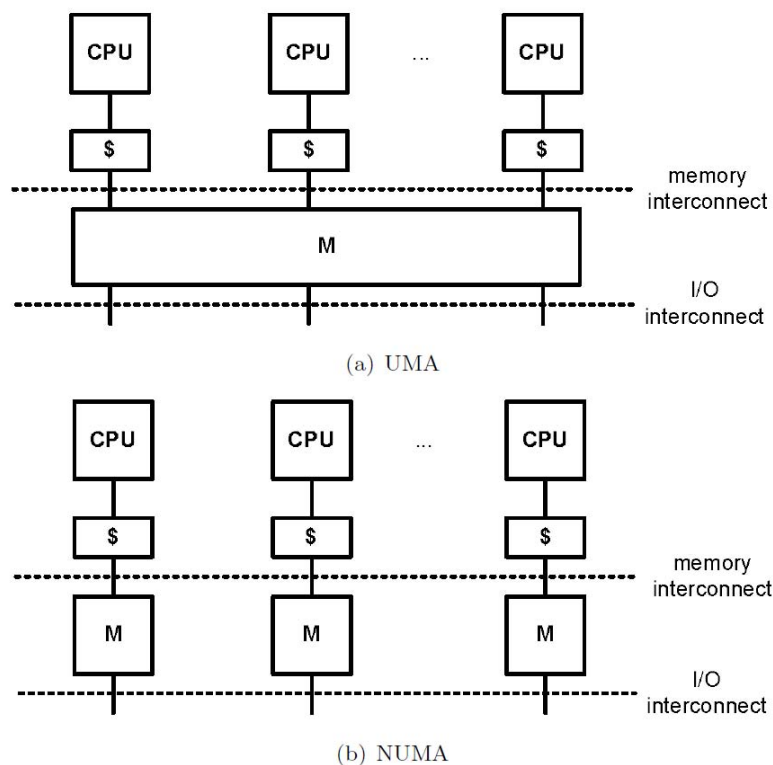 CPU CPU ... CPU
$ $ $
memory
interconnect
M
I/O
interconnect
(a) UMA
CPU CPU ... CPU
$ $ $
memory
interconnect
M M M
I/O
interconnect
(b) NUMA